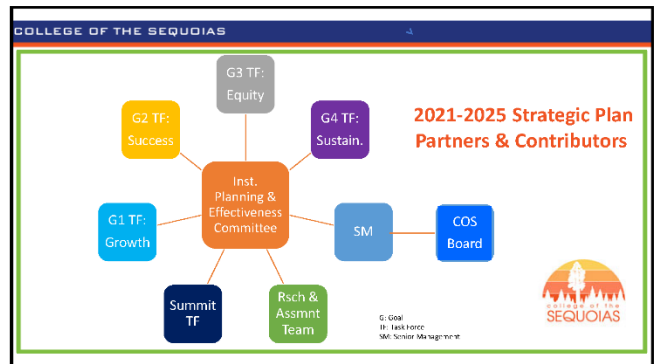 COLLEGE OF THE SEQUOIAS
G3 TF:
Equity
G2 TF:
Success
G4 TF:
Sustain.
2021-2025 Strategic Plan
Partners & Contributors
Inst.
Planning &
Effectiveness
Committee
G1 TF:
Growth
SM
COS
Board
Summit
TF
Rsch &
Assmnt
Team
G: Goal
TF: Task Force
SM: Senior Management
college of the
SEQUOIAS